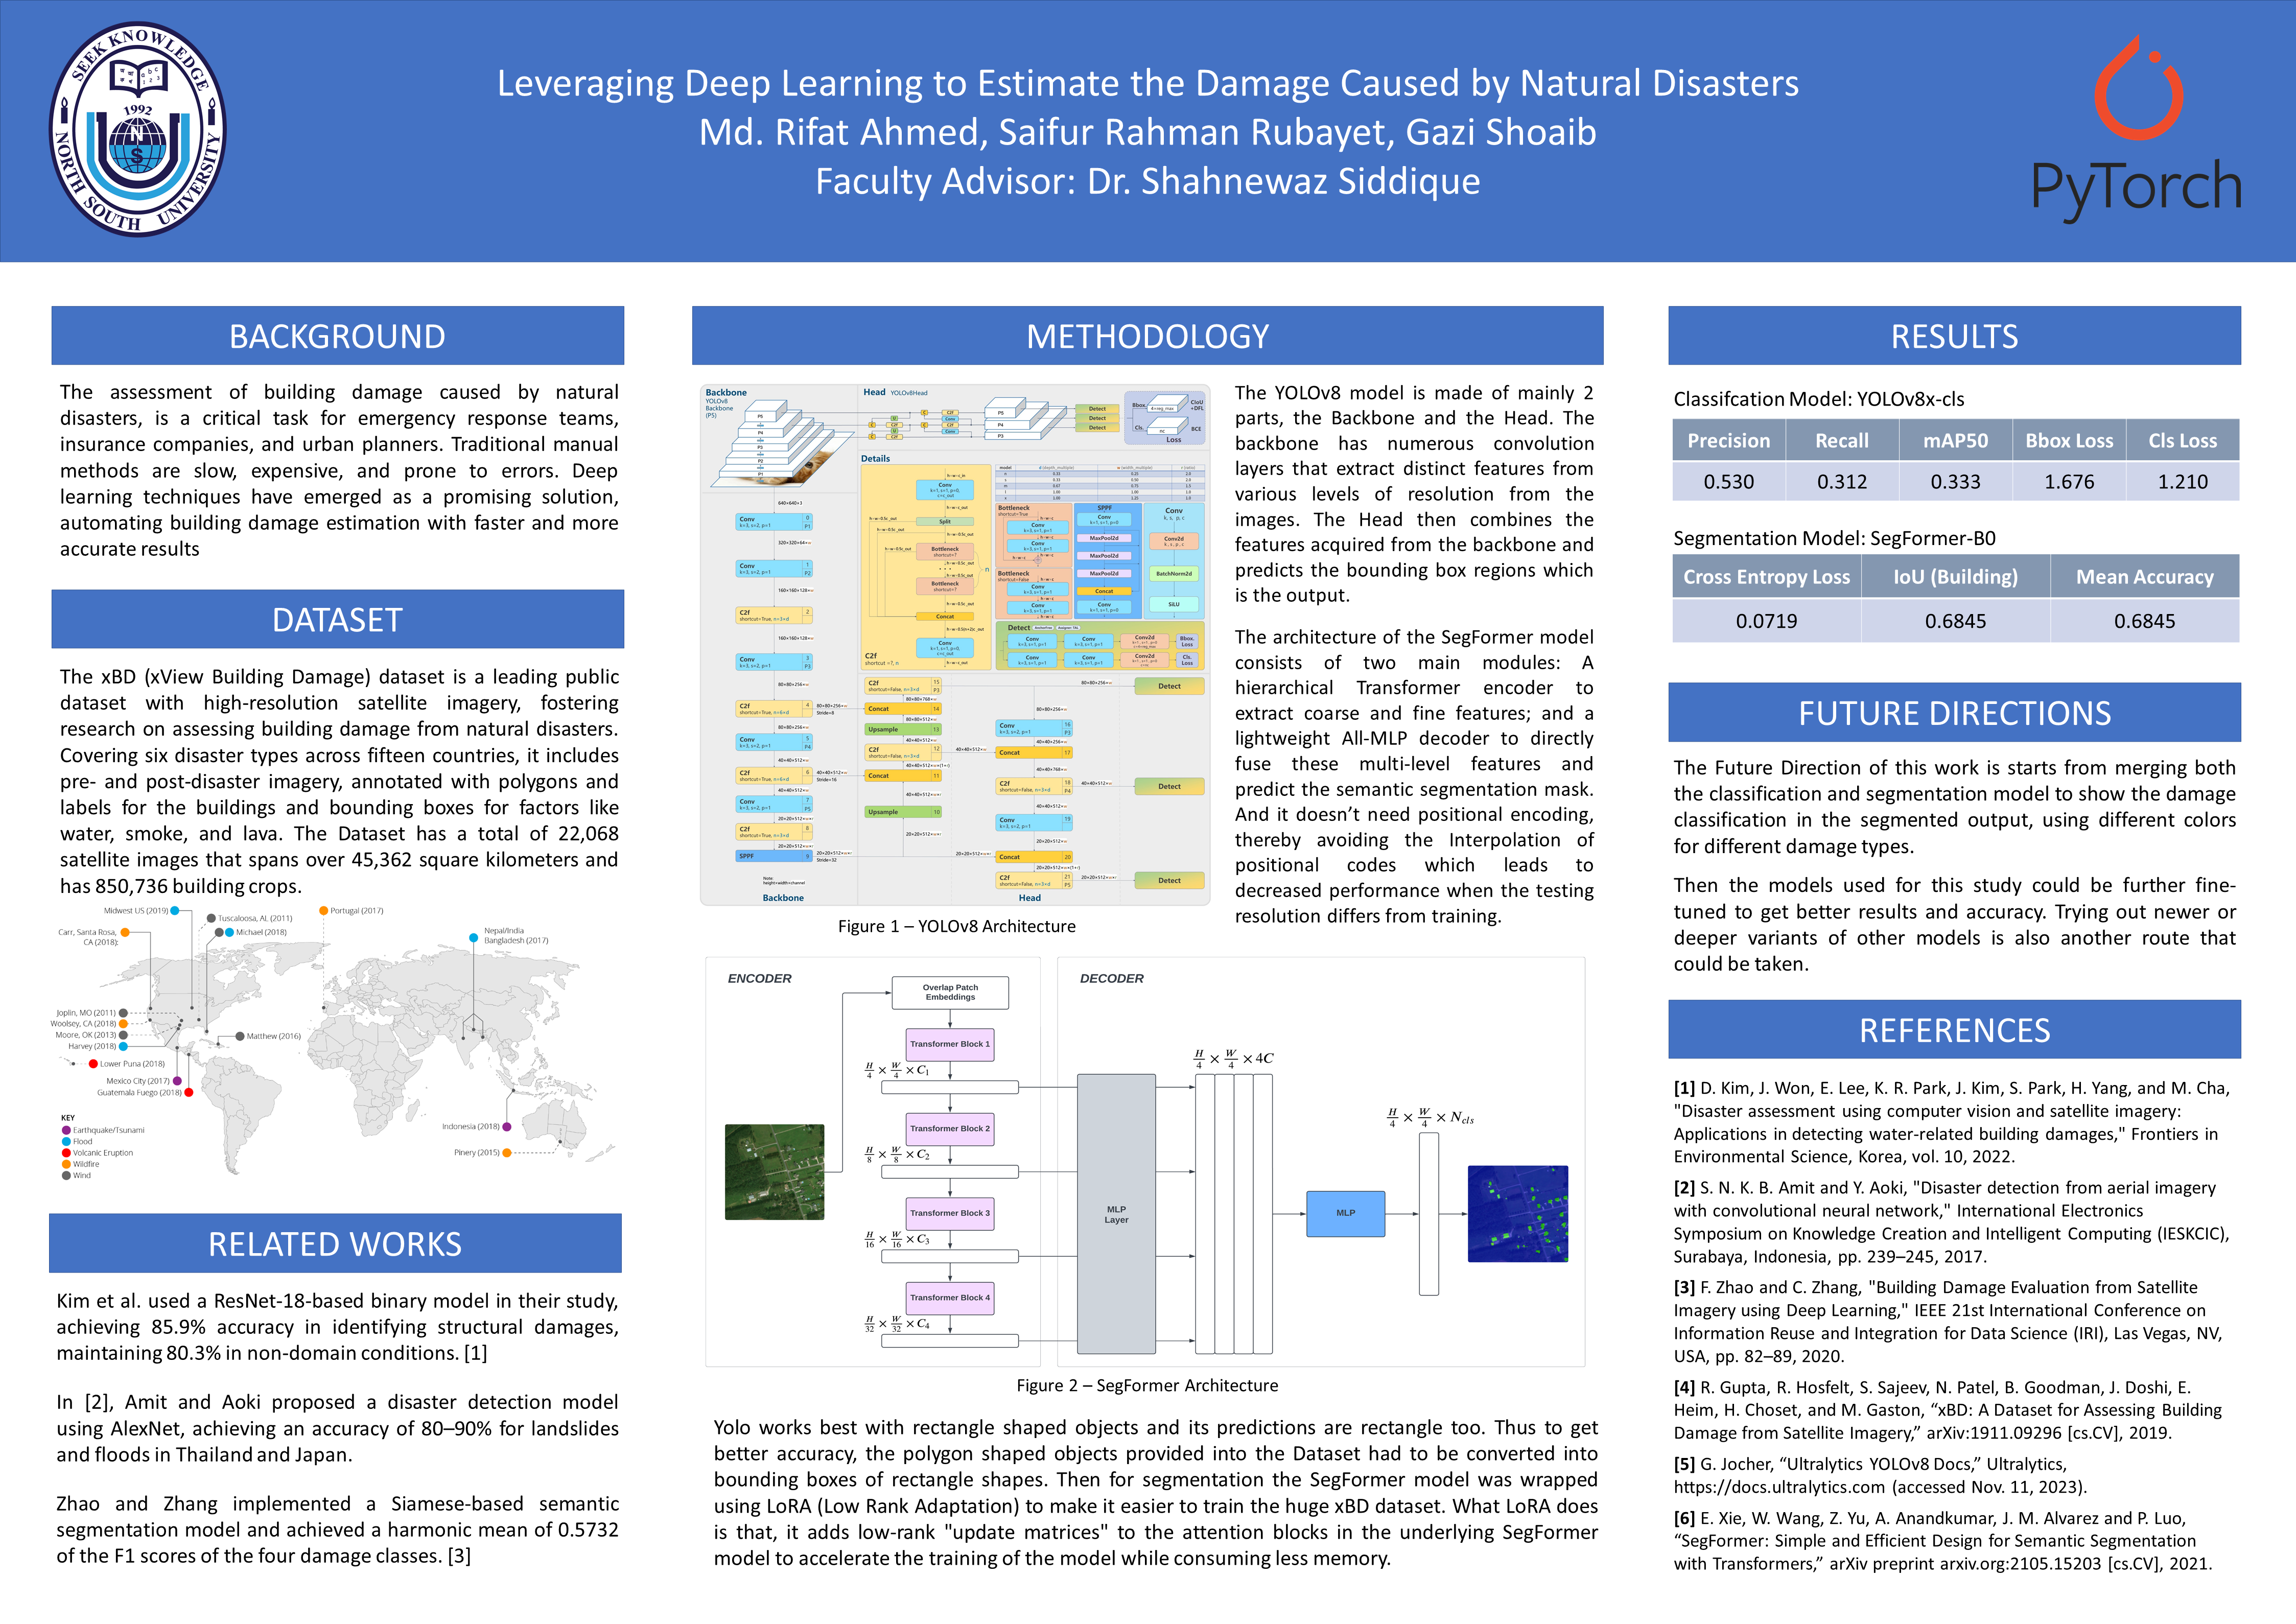 SEEK KNOWLEDGE
1992
N
S
NORTH SOUTH UNIVERSITY
Leveraging Deep Learning to Estimate the Damage Caused by Natural Disasters
Md. Rifat Ahmed, Saifur Rahman Rubayet, Gazi Shoaib
Faculty Advisor: Dr. Shahnewaz Siddique
PyTorch
BACKGROUND
The assessment of building damage caused by natural
disasters, is a critical task for emergency response teams,
insurance companies, and urban planners. Traditional manual
methods are slow, expensive, and prone to errors. Deep
learning techniques have emerged as a promising solution,
automating building damage estimation with faster and more
accurate results
DATASET
The xBD (xView Building Damage) dataset is a leading public
dataset with high-resolution satellite imagery, fostering
research on assessing building damage from natural disasters.
Covering six disaster types across fifteen countries, it includes
pre- and post-disaster imagery, annotated with polygons and
labels for the buildings and bounding boxes for factors like
water, smoke, and lava. The Dataset has a total of 22,068
satellite images that spans over 45,362 square kilometers and
has 850,736 building crops.
Midwest US (2019)
Tuscaloosa, AL (2011)
Portugal (2017)
Carr, Santa Rosa,
CA (2018):
Michael (2018)
Nepal/India
Bangladesh (2017)
Joplin, MO (2011)
Woolsey, CA (2018)
Moore, OK (2013)
Harvey (2018)
Matthew (2016)
Lower Puna (2018)
Mexico City (2017)
Guatemala Fuego (2018)
Indonesia (2018)
Pinery (2015)
KEY
Earthquake/Tsunami
Flood
Volcanic Eruption
Wildfire
Wind
RELATED WORKS
Kim et al. used a ResNet-18-based binary model in their study,
achieving 85.9% accuracy in identifying structural damages,
maintaining 80.3% in non-domain conditions. [1]
In [2], Amit and Aoki proposed a disaster detection model
using AlexNet, achieving an accuracy of 80–90% for landslides
and floods in Thailand and Japan.
Zhao and Zhang implemented a Siamese-based semantic
segmentation model and achieved a harmonic mean of 0.5732
of the F1 scores of the four damage classes. [3]
METHODOLOGY
Backbone
YOLOv8
Backbone
(P5)
Head YOLOv8Head
Details
Loss
Bottleneck
SPPF
Conv
Split
Concat
C2f
Detect
Upsample
MaxPool2d
Conv2d
BatchNorm2d
SiLU
Backbone
Head
Figure 1 – YOLOv8 Architecture
The YOLOv8 model is made of mainly 2
parts, the Backbone and the Head. The
backbone has numerous convolution
layers that extract distinct features from
various levels of resolution from the
images. The Head then combines the
features acquired from the backbone and
predicts the bounding box regions which
is the output.
The architecture of the SegFormer model
consists of two main modules: A
hierarchical Transformer encoder to
extract coarse and fine features; and a
lightweight All-MLP decoder to directly
fuse these multi-level features and
predict the semantic segmentation mask.
And it doesn't need positional encoding,
thereby avoiding the Interpolation of
positional codes which leads to
decreased performance when the testing
resolution differs from training.
ENCODER
Overlap Patch
Embeddings
Transformer Block 1
H/4 × W/4 × C1
Transformer Block 2
H/8 × W/8 × C2
Transformer Block 3
H/16 × W/16 × C3
Transformer Block 4
H/32 × W/32 × C4
DECODER
MLP
Layer
H/4 × W/4 × 4C
MLP
H/4 × W/4 × Ncls
Figure 2 – SegFormer Architecture
Yolo works best with rectangle shaped objects and its predictions are rectangle too. Thus to get
better accuracy, the polygon shaped objects provided into the Dataset had to be converted into
bounding boxes of rectangle shapes. Then for segmentation the SegFormer model was wrapped
using LoRA (Low Rank Adaptation) to make it easier to train the huge xBD dataset. What LoRA does
is that, it adds low-rank "update matrices" to the attention blocks in the underlying SegFormer
model to accelerate the training of the model while consuming less memory.
RESULTS
Classifcation Model: YOLOv8x-cls
Precision Recall mAP50 Bbox Loss Cls Loss
0.530 0.312 0.333 1.676 1.210
Segmentation Model: SegFormer-B0
Cross Entropy Loss IoU (Building) Mean Accuracy
0.0719 0.6845 0.6845
FUTURE DIRECTIONS
The Future Direction of this work is starts from merging both
the classification and segmentation model to show the damage
classification in the segmented output, using different colors
for different damage types.
Then the models used for this study could be further fine-
tuned to get better results and accuracy. Trying out newer or
deeper variants of other models is also another route that
could be taken.
REFERENCES
[1] D. Kim, J. Won, E. Lee, K. R. Park, J. Kim, S. Park, H. Yang, and M. Cha,
"Disaster assessment using computer vision and satellite imagery:
Applications in detecting water-related building damages," Frontiers in
Environmental Science, Korea, vol. 10, 2022.
[2] S. N. K. B. Amit and Y. Aoki, "Disaster detection from aerial imagery
with convolutional neural network," International Electronics
Symposium on Knowledge Creation and Intelligent Computing (IESKCIC),
Surabaya, Indonesia, pp. 239–245, 2017.
[3] F. Zhao and C. Zhang, "Building Damage Evaluation from Satellite
Imagery using Deep Learning," IEEE 21st International Conference on
Information Reuse and Integration for Data Science (IRI), Las Vegas, NV,
USA, pp. 82–89, 2020.
[4] R. Gupta, R. Hosfelt, S. Sajeev, N. Patel, B. Goodman, J. Doshi, E.
Heim, H. Choset, and M. Gaston, “xBD: A Dataset for Assessing Building
Damage from Satellite Imagery,” arXiv:1911.09296 [cs.CV], 2019.
[5] G. Jocher, “Ultralytics YOLOv8 Docs,” Ultralytics,
https://docs.ultralytics.com (accessed Nov. 11, 2023).
[6] E. Xie, W. Wang, Z. Yu, A. Anandkumar, J. M. Alvarez and P. Luo,
“SegFormer: Simple and Efficient Design for Semantic Segmentation
with Transformers,” arXiv preprint arxiv.org:2105.15203 [cs.CV], 2021.